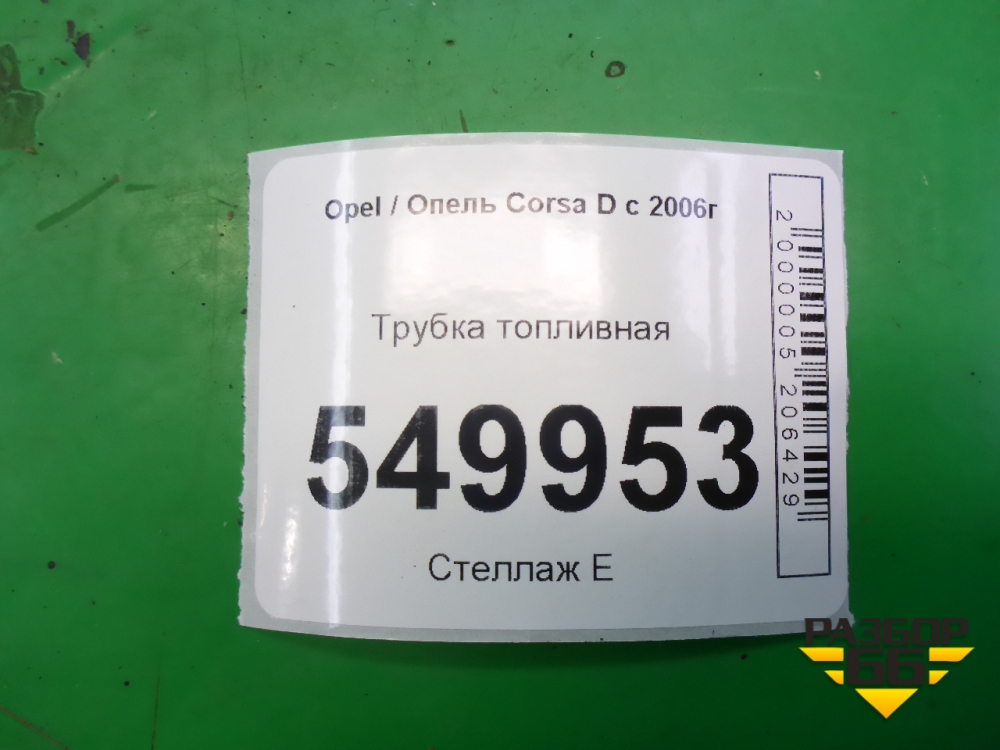 Opel / Опель Corsa D с 2006г
Трубка топливная
549953
Стеллаж Е
2000005206429
РАЗБОР
66